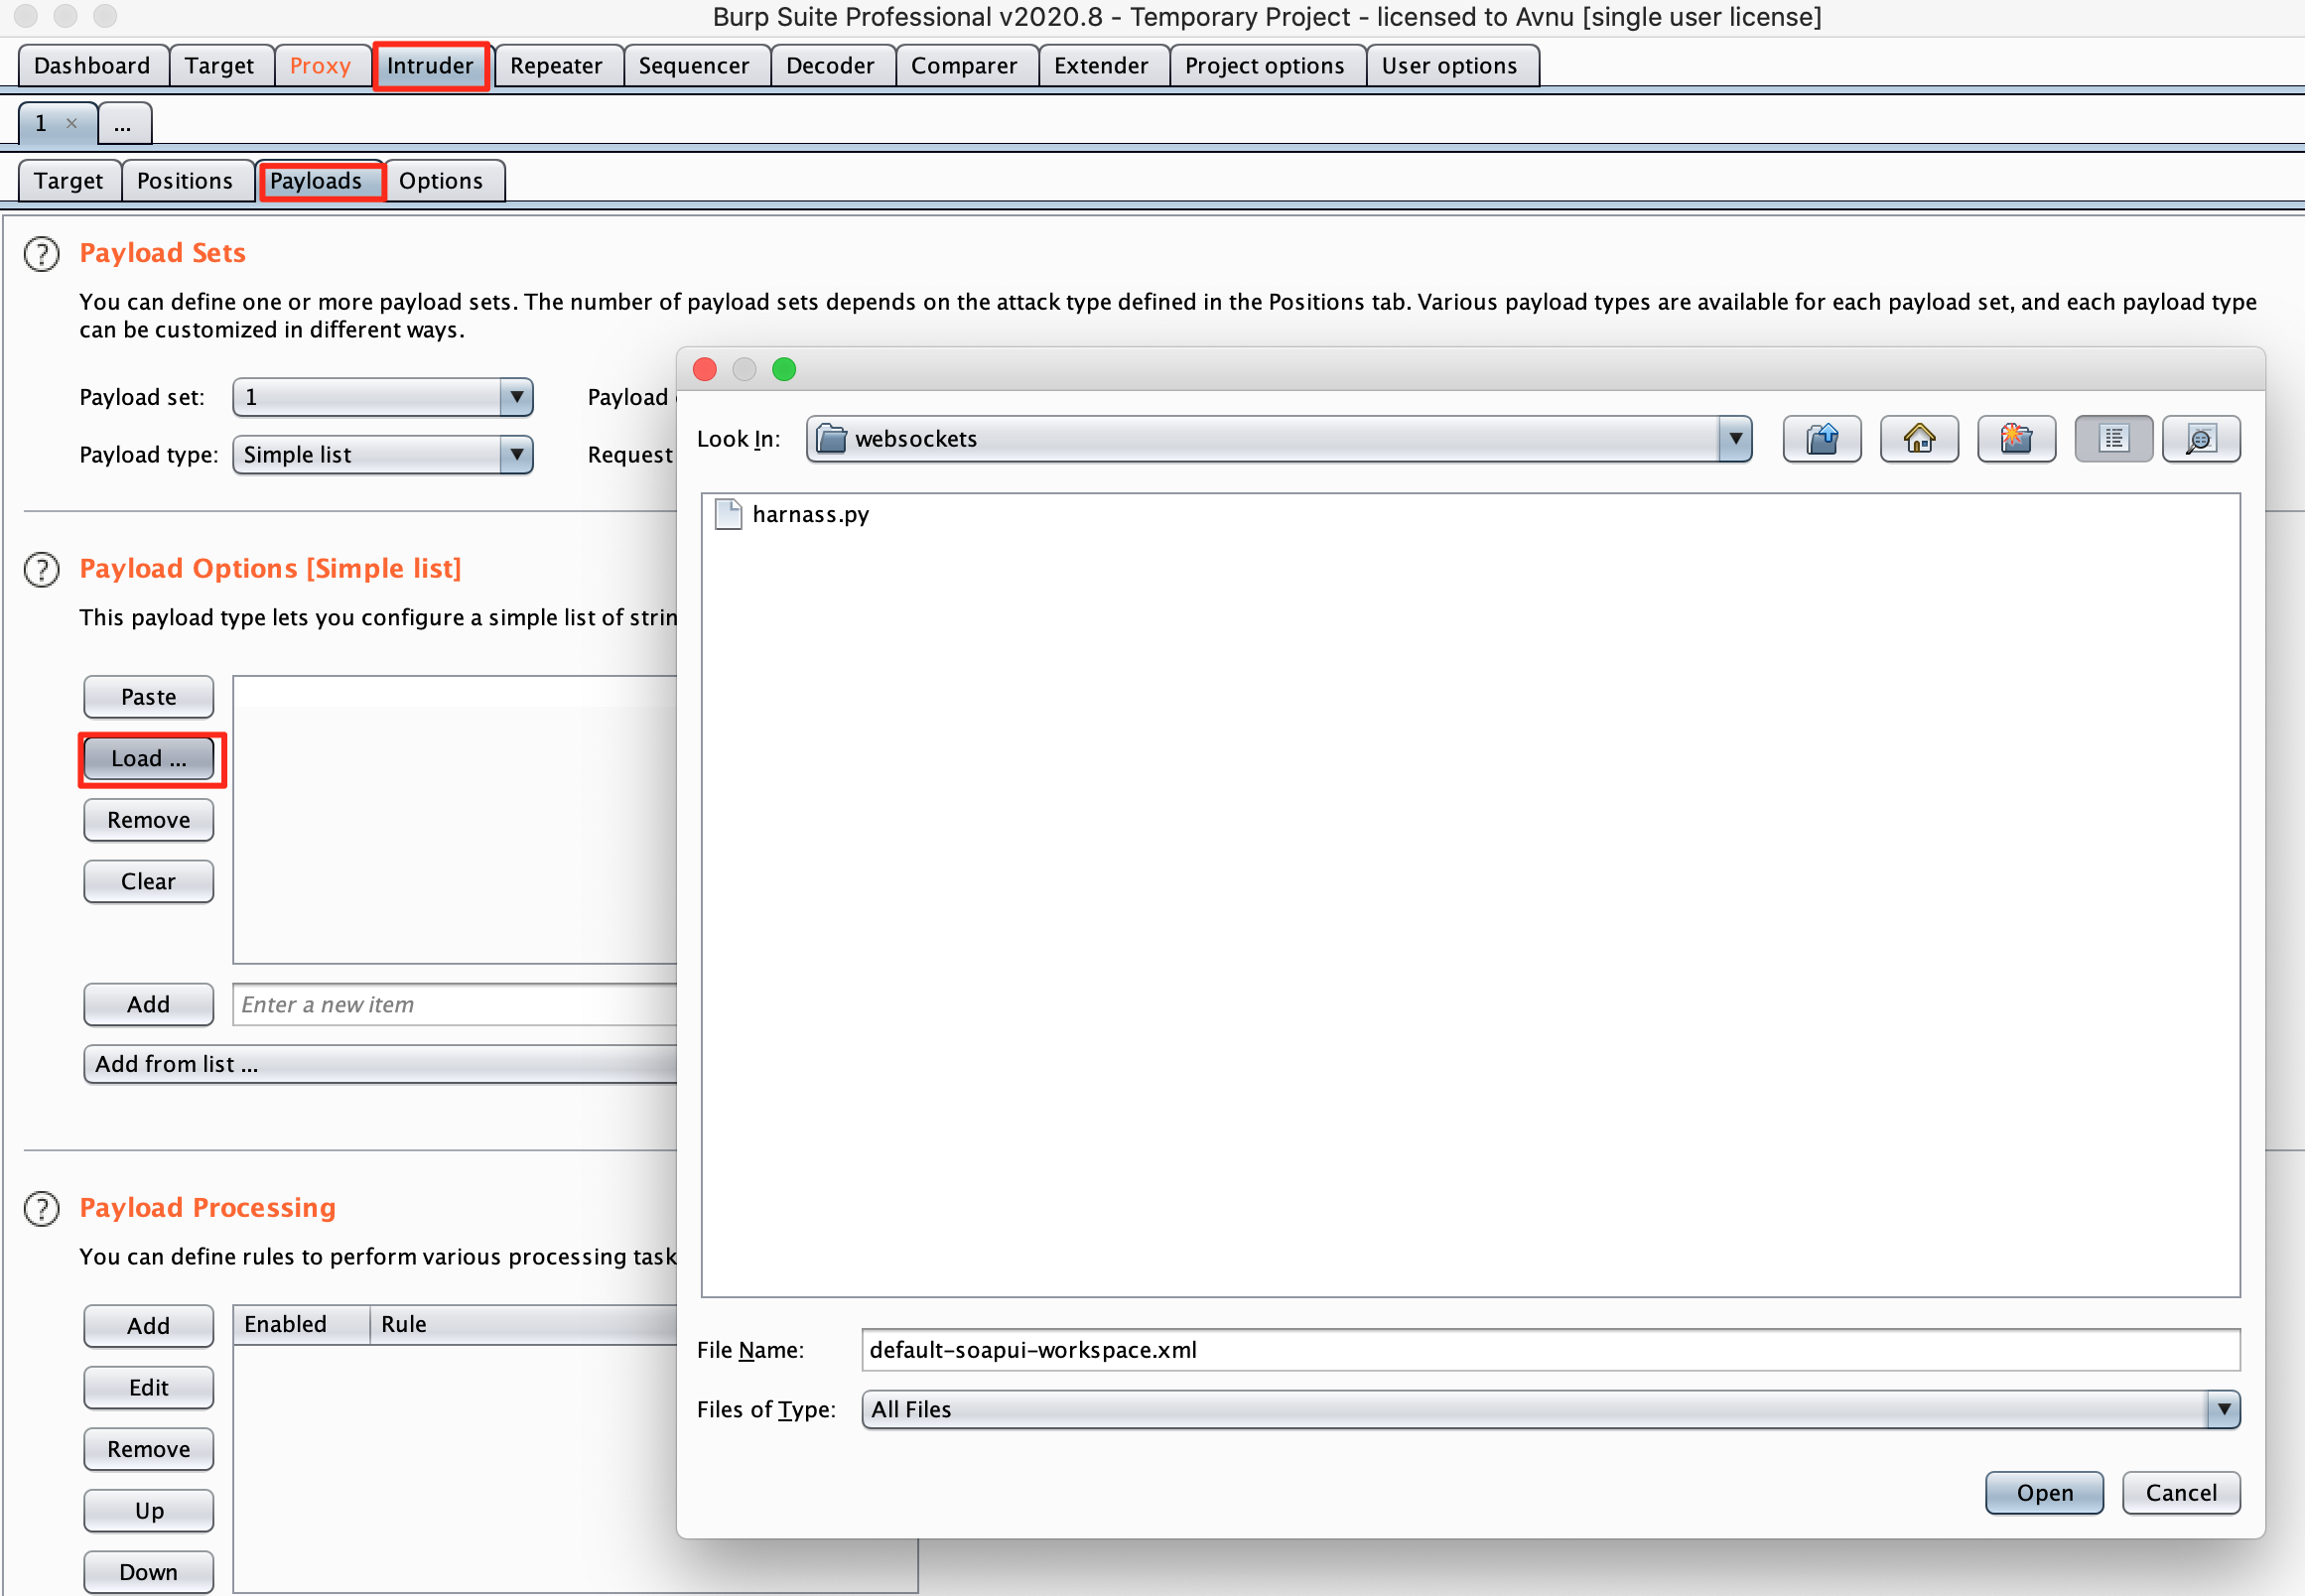 Burp Suite Professional v2020.8 - Temporary Project - licensed to Avnu [single user license]
Dashboard Target Proxy Intruder Repeater Sequencer Decoder Comparer Extender Project options User options
1 × ...
Target Positions Payloads Options
? Payload Sets
You can define one or more payload sets. The number of payload sets depends on the attack type defined in the Positions tab. Various payload types are available for each payload set, and each payload type
can be customized in different ways.
Payload set: 1 Payload
Payload type: Simple list Request
? Payload Options [Simple list]
This payload type lets you configure a simple list of strin
Paste
Load ...
Remove
Clear
Add Enter a new item
Add from list ...
? Payload Processing
You can define rules to perform various processing task
Add Enabled Rule
Edit
Remove
Up
Down
Look In: websockets
harnass.py
File Name: default-soapui-workspace.xml
Files of Type: All Files
Open Cancel